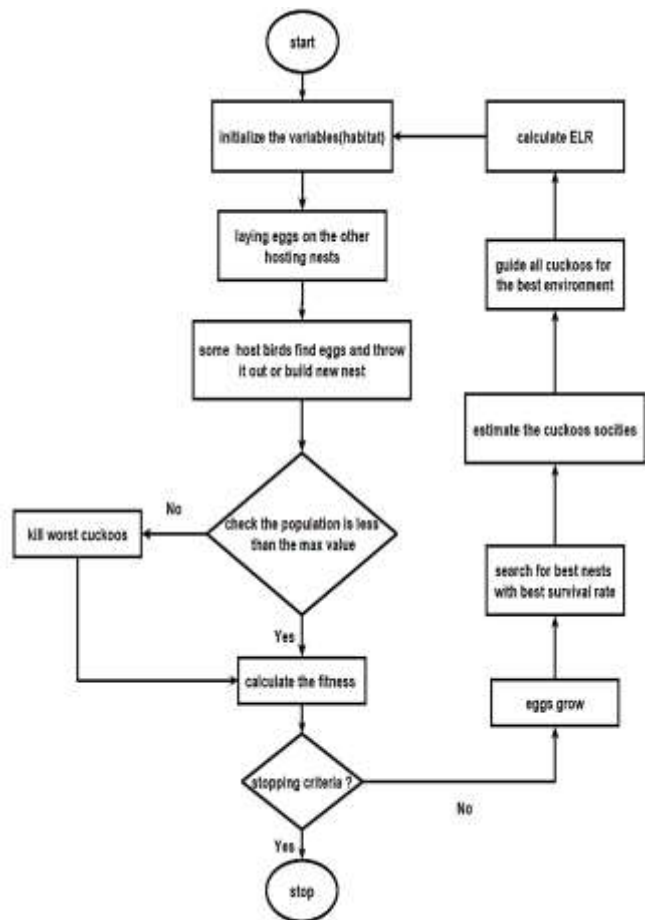 start
initialize the variables(habitat)
calculate ELR
laying eggs on the other
hosting nests
guide all cuckoos for
the best environment
some host birds find eggs and throw
it out or build new nest
estimate the cuckoos socities
No
check the population is less
than the max value
kill worst cuckoos
search for best nests
with best survival rate
Yes
calculate the fitness
eggs grow
stopping criteria ?
No
Yes
stop